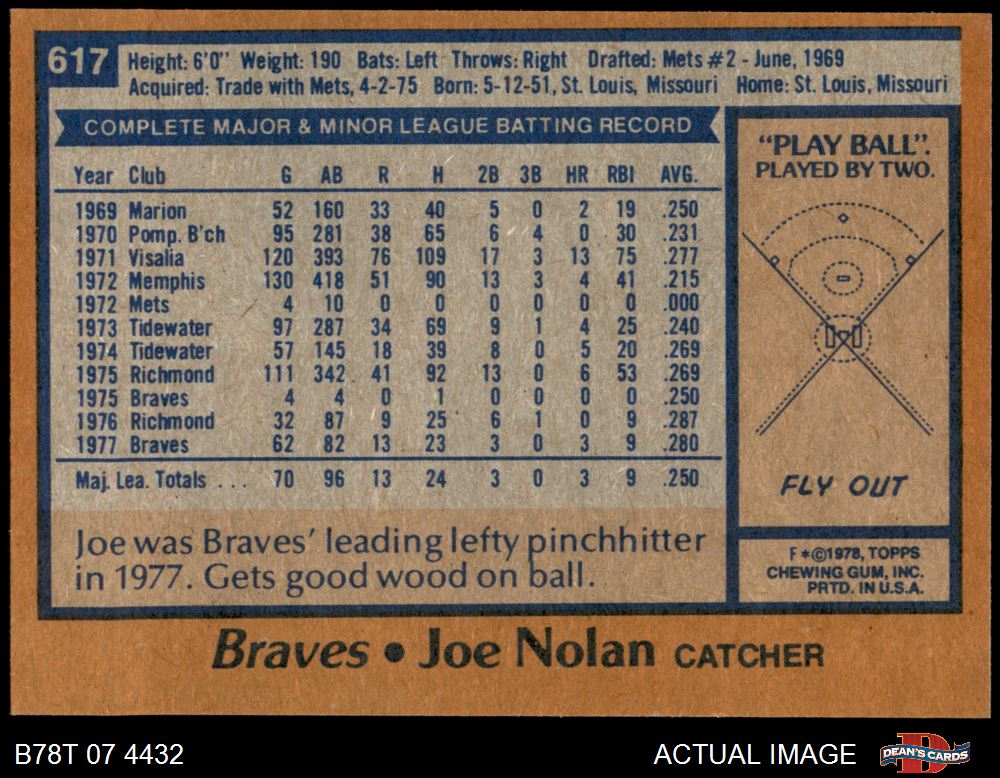 617 Height: 6'0" Weight: 190 Bats: Left Throws: Right Drafted: Mets #2 - June, 1969
Acquired: Trade with Mets, 4-2-75 Born: 5-12-51, St. Louis, Missouri Home: St. Louis, Missouri
COMPLETE MAJOR & MINOR LEAGUE BATTING RECORD
Year Club G AB R H 2B 3B HR RBI AVG.
1969 Marion 52 160 33 40 5 0 2 19 .250
1970 Pomp. B'ch 95 281 38 65 6 4 0 30 .231
1971 Visalia 120 393 76 109 17 3 13 75 .277
1972 Memphis 130 418 51 90 13 3 4 41 .215
1972 Mets 4 10 0 0 0 0 0 0 .000
1973 Tidewater 97 287 34 69 9 1 4 25 .240
1974 Tidewater 57 145 18 39 8 0 5 20 .269
1975 Richmond 111 342 41 92 13 0 6 53 .269
1975 Braves 4 4 0 1 0 0 0 0 .250
1976 Richmond 32 87 9 25 6 1 0 9 .287
1977 Braves 62 82 13 23 3 0 3 9 .280
Maj. Lea. Totals ... 70 96 13 24 3 0 3 9 .250
Joe was Braves' leading lefty pinchhitter
in 1977. Gets good wood on ball.
"PLAY BALL".
PLAYED BY TWO.
FLY OUT
F*©1978, TOPPS
CHEWING GUM, INC.
PRTD. IN U.S.A.
Braves • Joe Nolan CATCHER
B78T 07 4432 ACTUAL IMAGE D DEAN'S CARDS